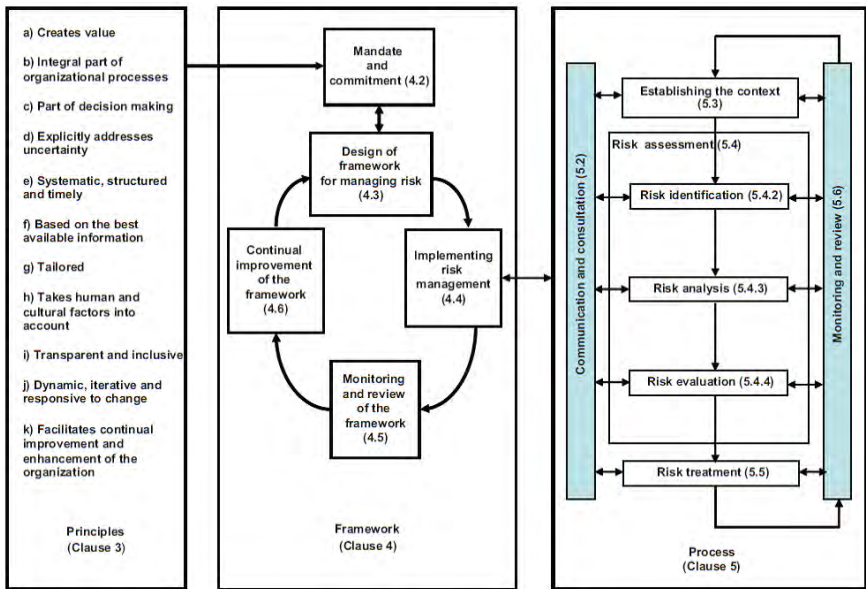 a) Creates value
b) Integral part of
organizational processes
c) Part of decision making
d) Explicitly addresses
uncertainty
e) Systematic, structured
and timely
f) Based on the best
available information
g) Tailored
h) Takes human and
cultural factors into
account
i) Transparent and inclusive
j) Dynamic, iterative and
responsive to change
k) Facilitates continual
improvement and
enhancement of the
organization
Principles
(Clause 3)
Mandate
and
commitment (4.2)
Design of
framework
for managing risk
(4.3)
Continual
improvement
of the
framework
(4.6)
Implementing
risk
management
(4.4)
Monitoring
and review
of the
framework
(4.5)
Framework
(Clause 4)
Communication and consultation (5.2)
Establishing the context
(5.3)
Risk assessment (5.4)
Risk identification (5.4.2)
Risk analysis (5.4.3)
Risk evaluation (5.4.4)
Risk treatment (5.5)
Monitoring and review (5.6)
Process
(Clause 5)